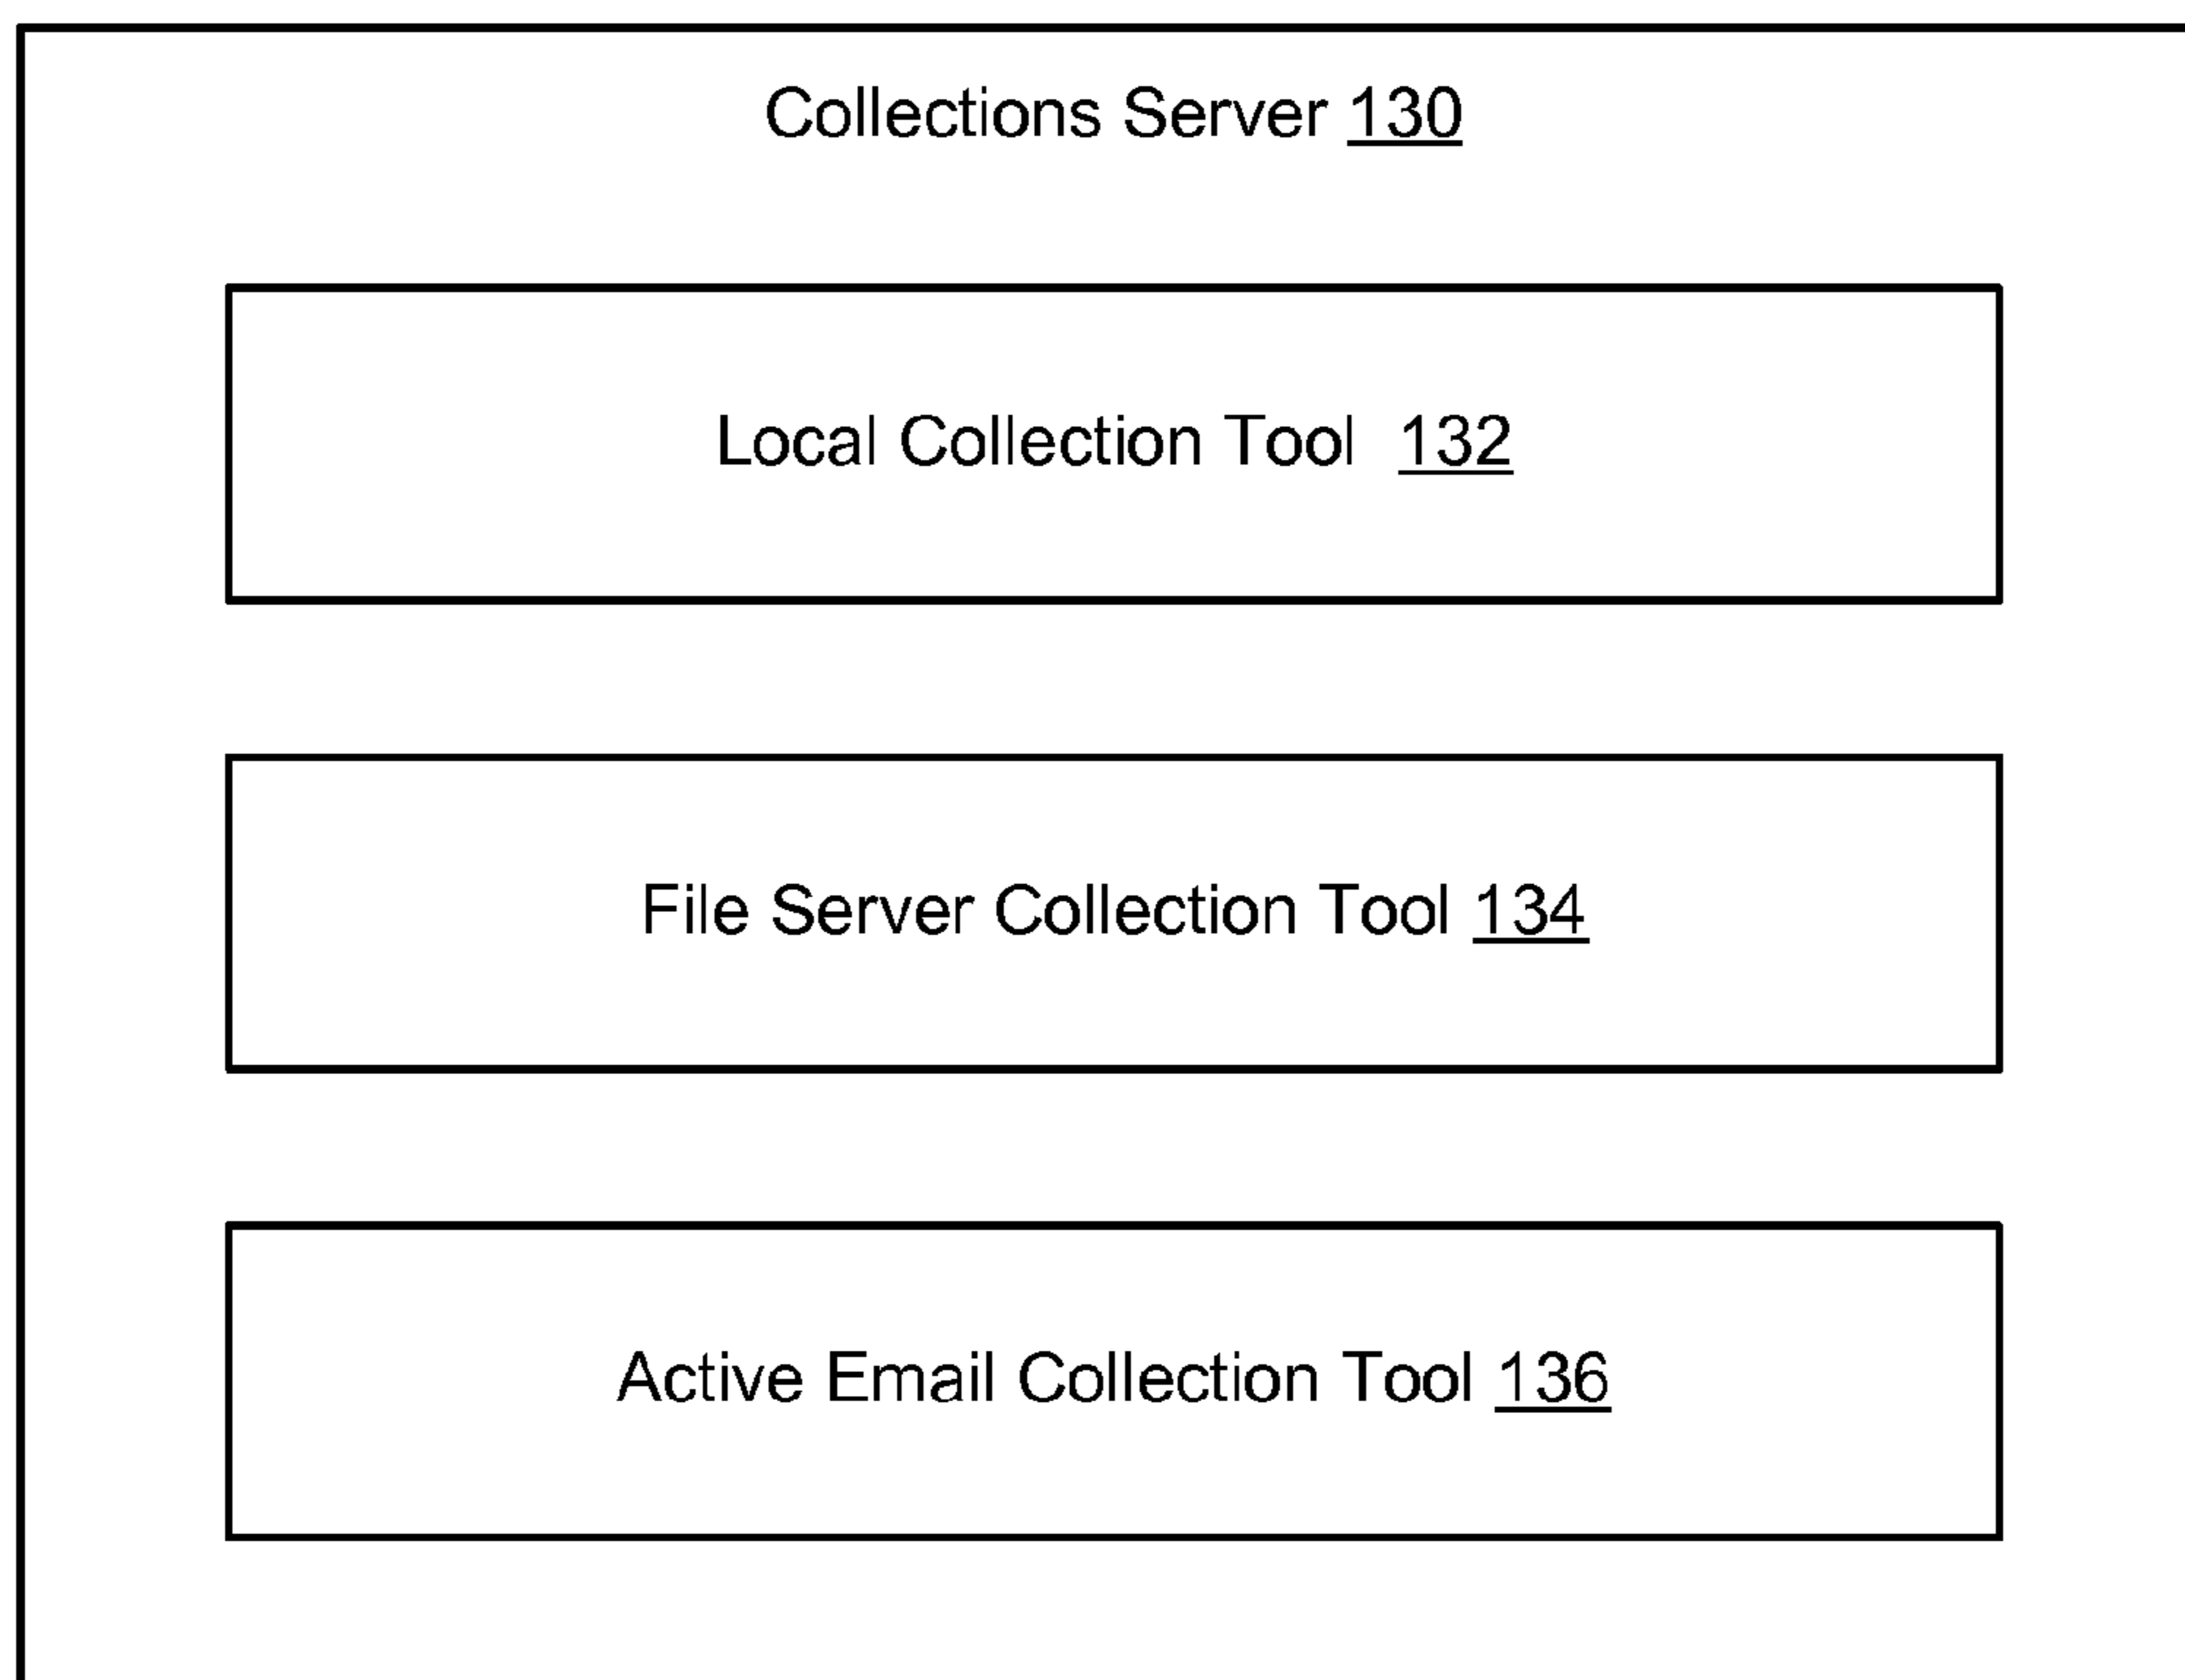 Collections Server 130
Local Collection Tool 132
File Server Collection Tool 134
Active Email Collection Tool 136